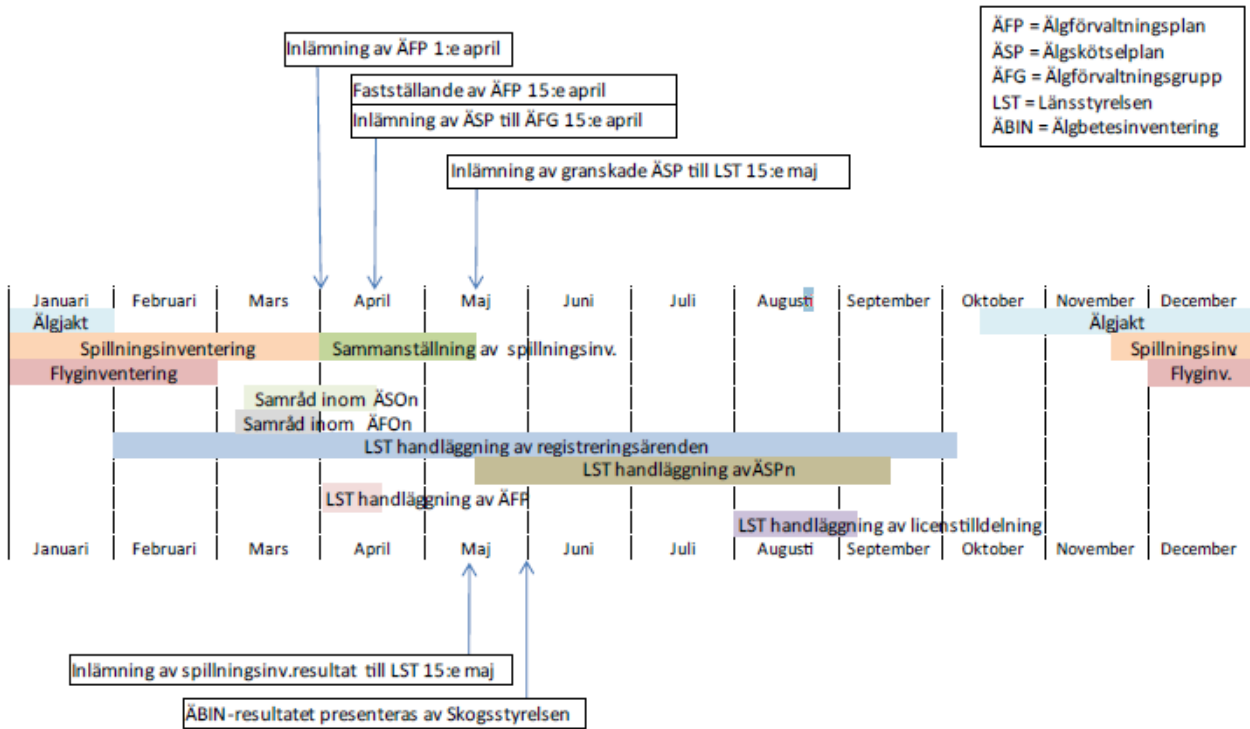 Inlämning av ÄFP 1:e april
Fastställande av ÄFP 15:e april
Inlämning av ÄSP till ÄFG 15:e april
Inlämning av granskade ÄSP till LST 15:e maj
ÄFP = Älgförvaltningsplan
ÄSP = Älgskötselplan
ÄFG = Älgförvaltningsgrupp
LST = Länsstyrelsen
ÄBIN = Älgbetesinventering
Januari Februari Mars April Maj Juni Juli Augusti September Oktober November December
Älgjakt Älgjakt
Spillningsinventering Sammanställning av spillningsinv. Spillningsinv.
Flyginventering Flyginv.
Samråd inom ÄSOn
Samråd inom ÄFOn
LST handläggning av registreringsärenden
LST handläggning avÄSPn
LST handläggning av ÄFP
LST handläggning av licenstilldelning
Januari Februari Mars April Maj Juni Juli Augusti September Oktober November December
Inlämning av spillningsinv.resultat till LST 15:e maj
ÄBIN-resultatet presenteras av Skogsstyrelsen